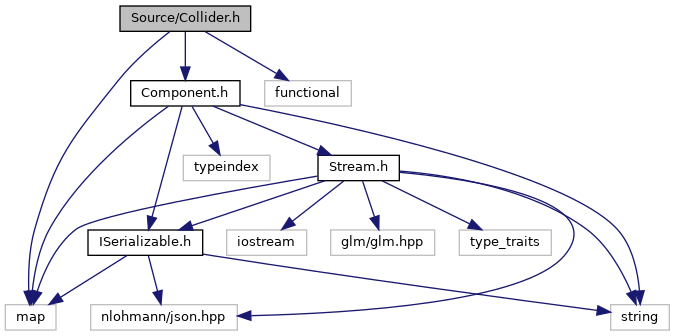 Source/Collider.h
Component.h
functional
typeindex
Stream.h
ISerializable.h
iostream
glm/glm.hpp
type_traits
map
nlohmann/json.hpp
string